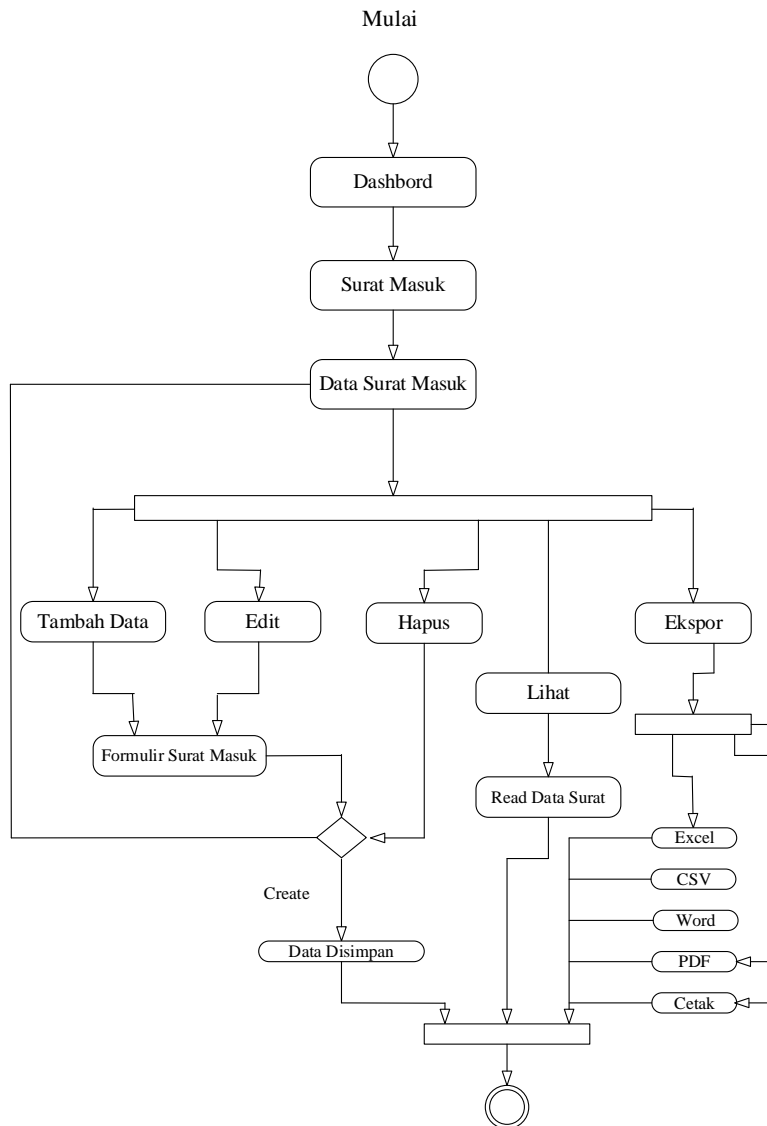 Mulai
Dashbord
Surat Masuk
Data Surat Masuk
Tambah Data
Edit
Hapus
Ekspor
Lihat
Formulir Surat Masuk
Read Data Surat
Excel
CSV
Create
Word
Data Disimpan
PDF
Cetak